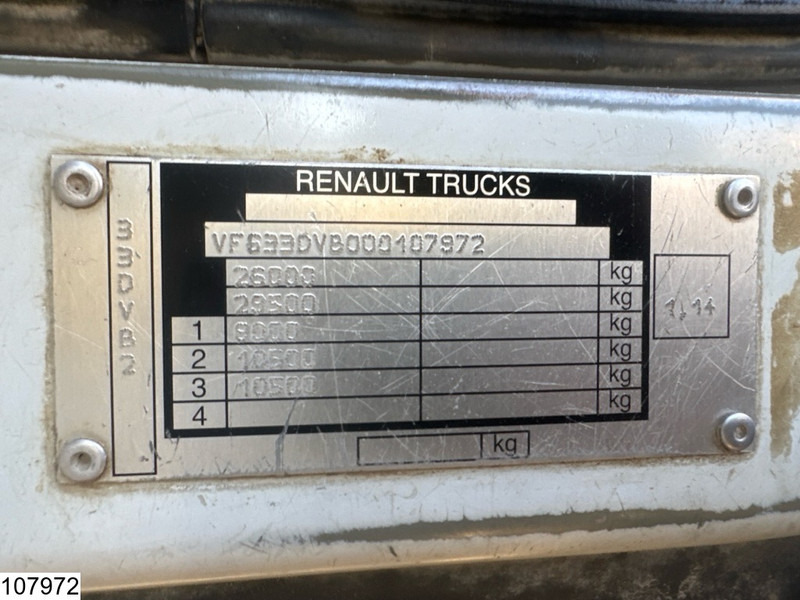 RENAULT TRUCKS
33DVB2
VF633DVB000107972
26000 kg
29500 kg
1 8000 kg
2 10500 kg
3 10500 kg
4 kg
1,14
kg
107972